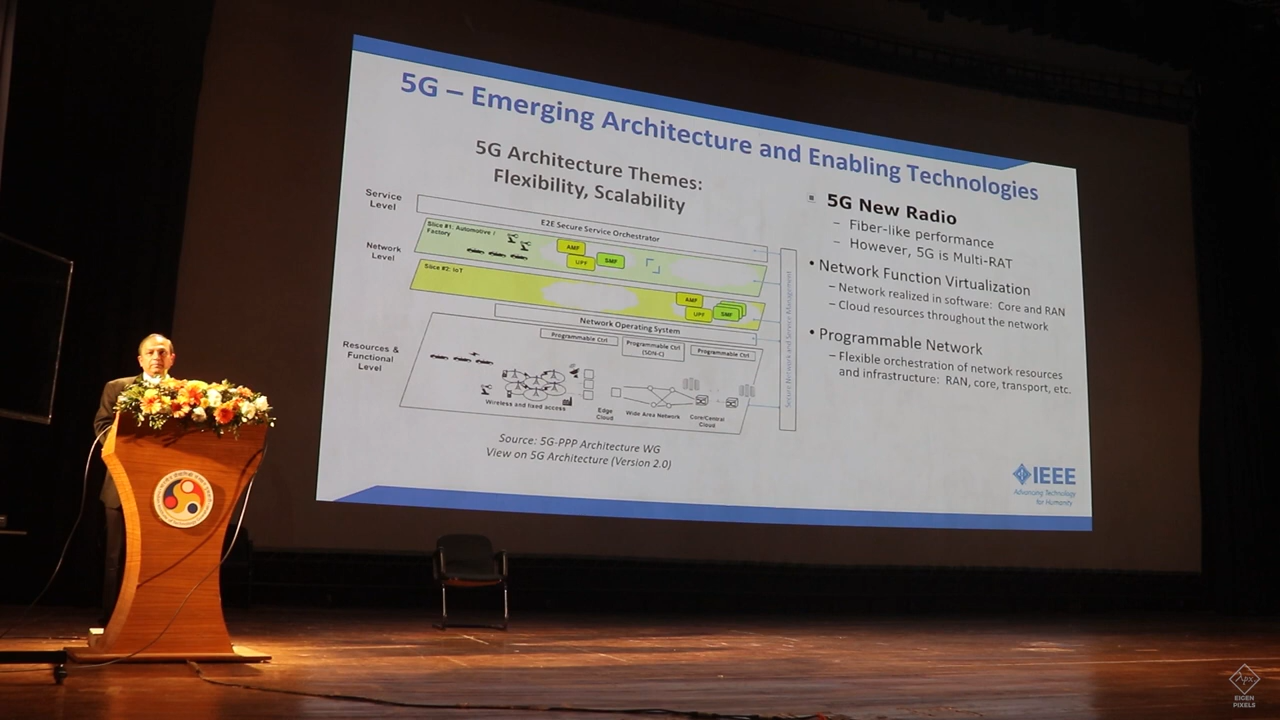 5G – Emerging Architecture and Enabling Technologies
5G Architecture Themes:
Flexibility, Scalability
Service
Level
E2E Secure Service Orchestrator
Network
Level
Slice #1: Automotive /
Factory
AMF
UPF
SMF
Slice #2: IoT
AMF
UPF
SMF
Network Operating System
Resources &
Functional
Level
Programmable Ctrl
Programmable Ctrl
(SDN-C)
Programmable Ctrl
Wireless and fixed access
Edge
Cloud
Wide Area Network
Core/Central
Cloud
Secure Network and Service Management
Source: 5G-PPP Architecture WG
View on 5G Architecture (Version 2.0)
5G New Radio
– Fiber-like performance
– However, 5G is Multi-RAT
• Network Function Virtualization
– Network realized in software: Core and RAN
– Cloud resources throughout the network
• Programmable Network
– Flexible orchestration of network resources
and infrastructure: RAN, core, transport, etc.
IEEE
Advancing Technology
for Humanity
EIGEN
PIXELS